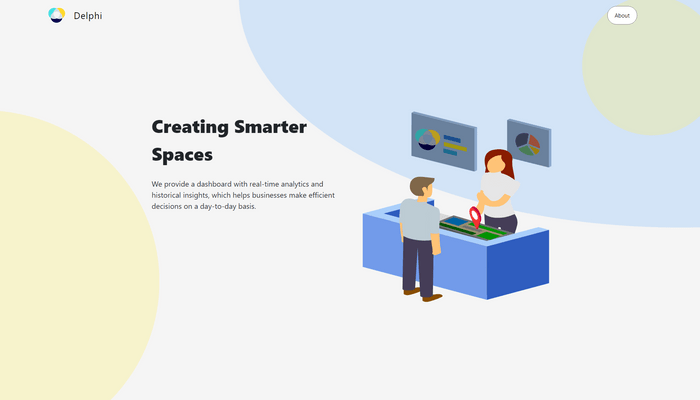 Delphi
About
Creating Smarter
Spaces
We provide a dashboard with real-time analytics and
historical insights, which helps businesses make efficient
decisions on a day-to-day basis.